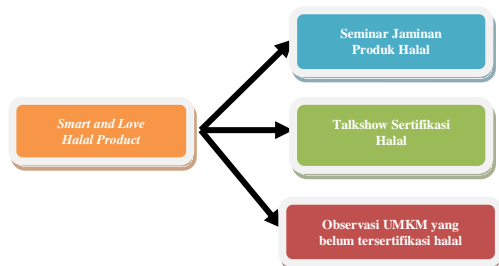 Smart and Love
Halal Product
Seminar Jaminan
Produk Halal
Talkshow Sertifikasi
Halal
Observasi UMKM yang
belum tersertifikasi halal